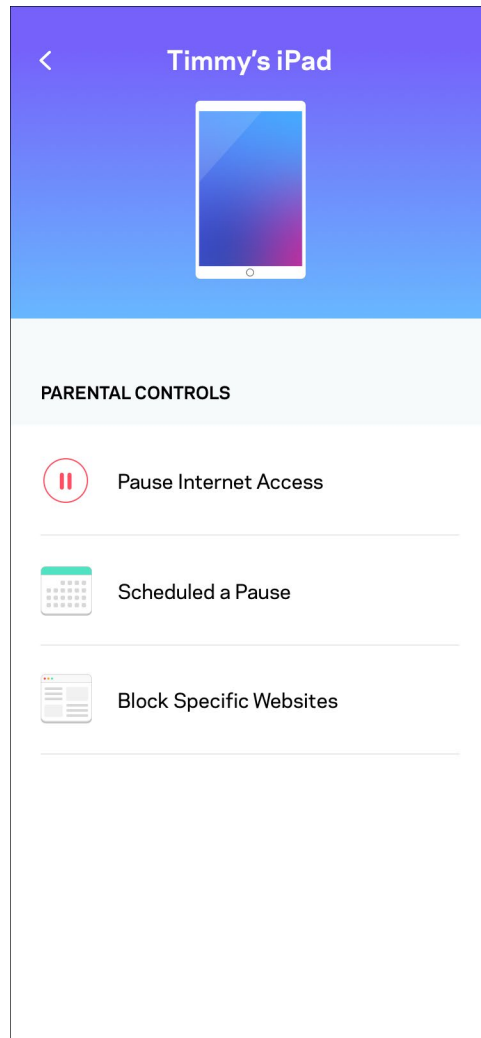 Timmy’s iPad
PARENTAL CONTROLS
Pause Internet Access
Scheduled a Pause
Block Specific Websites